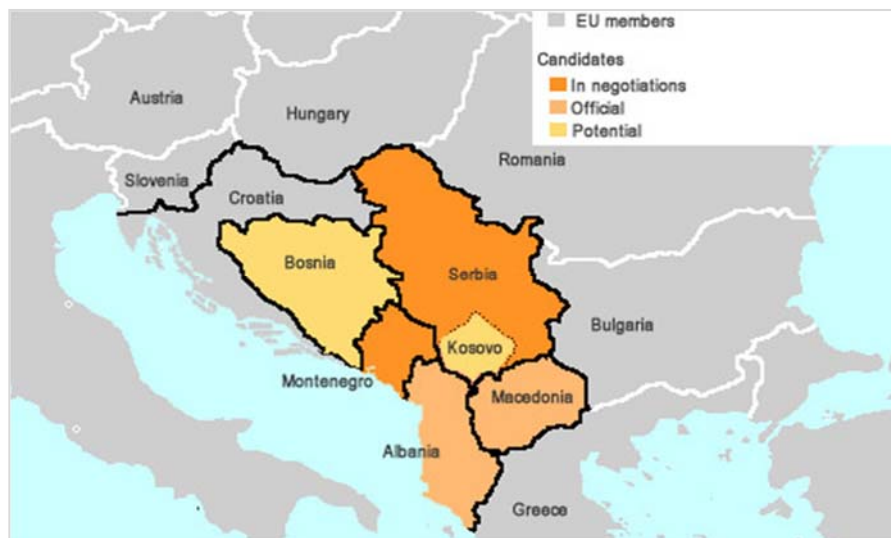 EU members
Candidates
In negotiations
Official
Potential
Austria
Hungary
Romania
Slovenia
Croatia
Bosnia
Serbia
Bulgaria
Kosovo
Montenegro
Macedonia
Albania
Greece